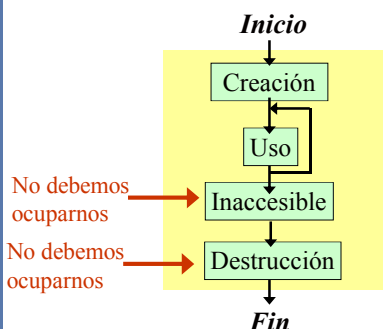 Inicio
Creación
Uso
No debemos
ocuparnos
Inaccesible
No debemos
ocuparnos
Destrucción
Fin